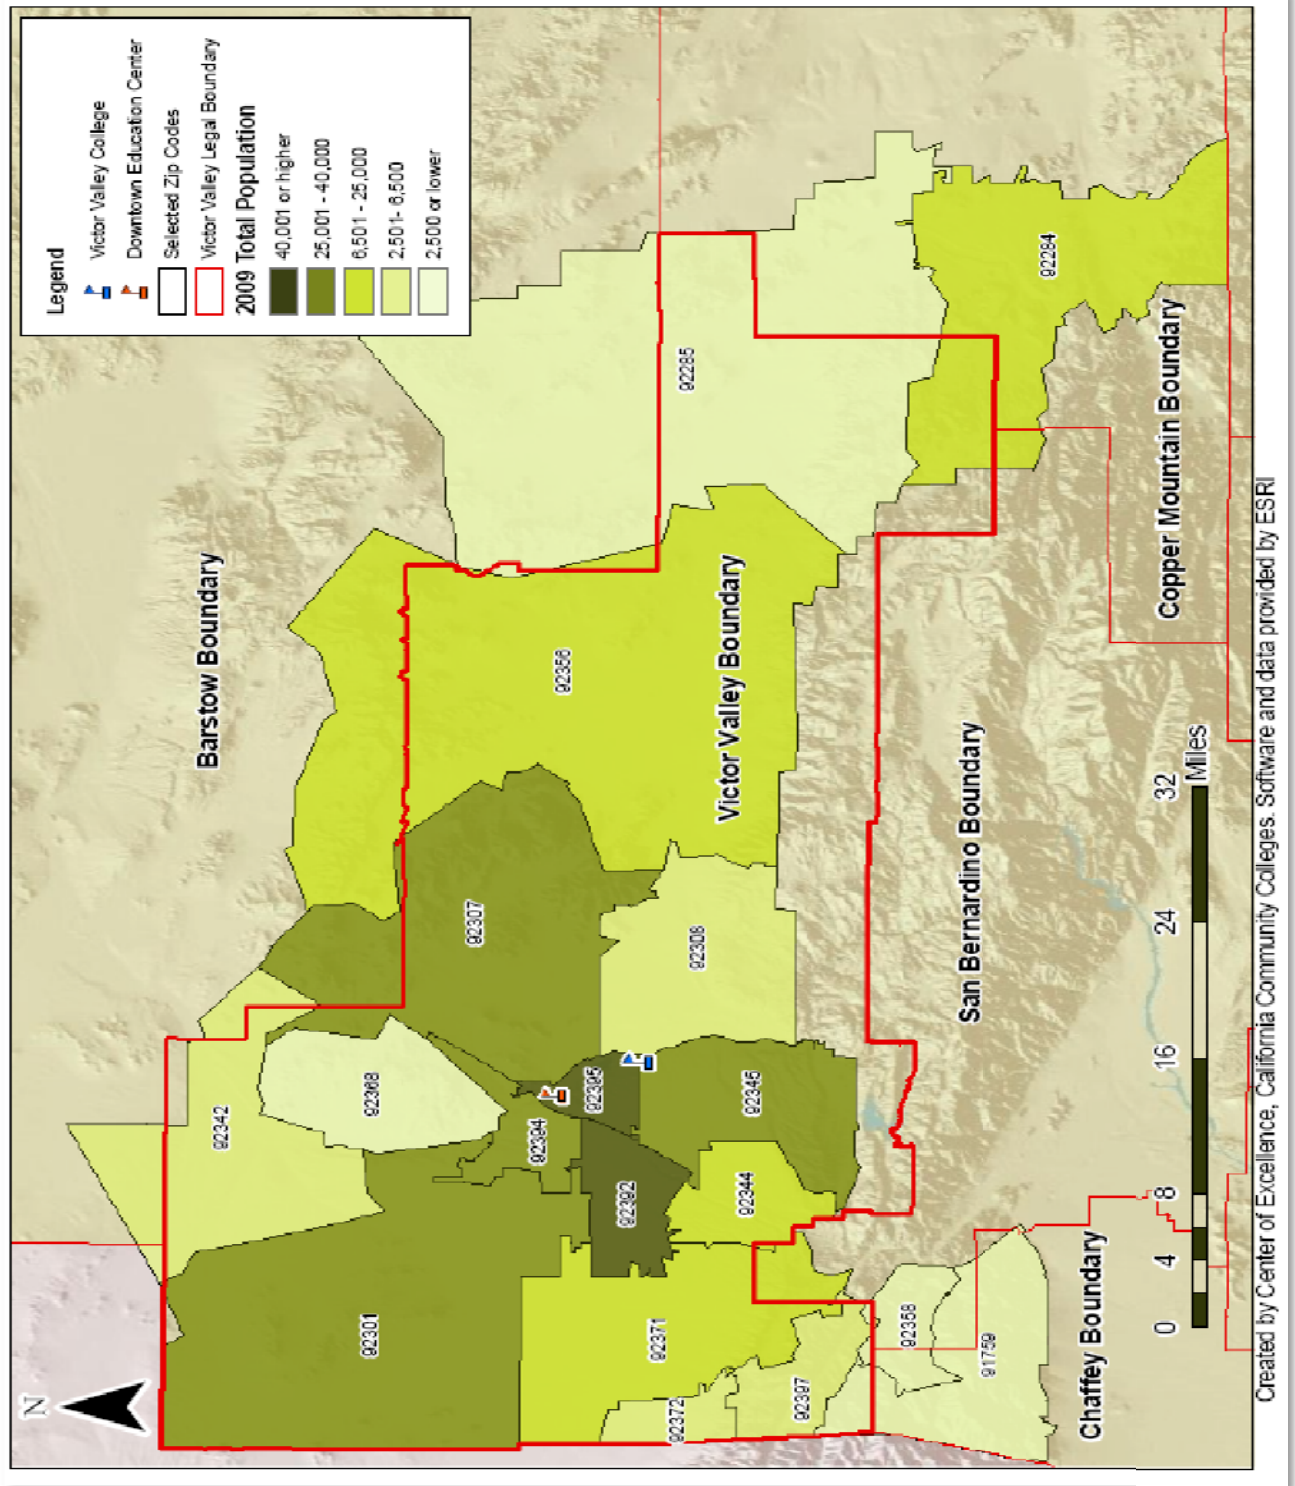 N
Legend
Victor Valley College
Downtown Education Center
Selected Zip Codes
Victor Valley Legal Boundary
2009 Total Population
40,001 or higher
25,001 - 40,000
6,501 - 25,000
2,501- 6,500
2,500 or lower
Barstow Boundary
92342
92368
92301
92307
92394
92395
92392
92371
92372
92397
92344
92345
92308
92356
92285
92284
92358
91759
Victor Valley Boundary
San Bernardino Boundary
Copper Mountain Boundary
Chaffey Boundary
0 4 8 16 24 32
Miles
Created by Center of Excellence, California Community Colleges. Software and data provided by ESRI